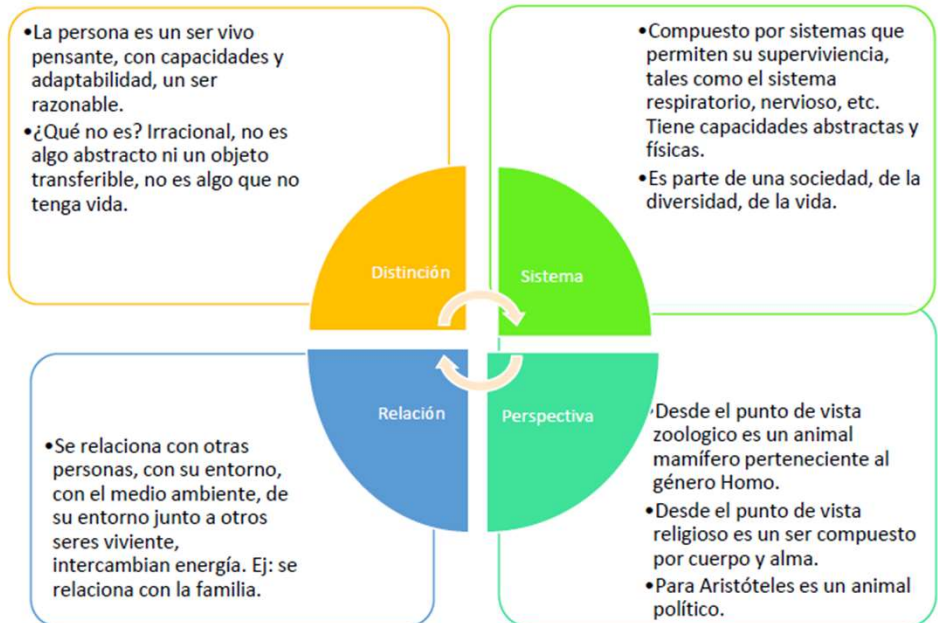 •La persona es un ser vivo
pensante, con capacidades y
adaptabilidad, un ser
razonable.
•¿Qué no es? Irracional, no es
algo abstracto ni un objeto
transferible, no es algo que no
tenga vida.
•Compuesto por sistemas que
permiten su superviviencia,
tales como el sistema
respiratorio, nervioso, etc.
Tiene capacidades abstractas y
físicas.
•Es parte de una sociedad, de la
diversidad, de la vida.
Distinción
Sistema
Relación
Perspectiva
•Se relaciona con otras
personas, con su entorno,
con el medio ambiente, de
su entorno junto a otros
seres viviente,
intercambian energía. Ej: se
relaciona con la familia.
•Desde el punto de vista
zoologico es un animal
mamífero perteneciente al
género Homo.
•Desde el punto de vista
religioso es un ser compuesto
por cuerpo y alma.
•Para Aristóteles es un animal
político.